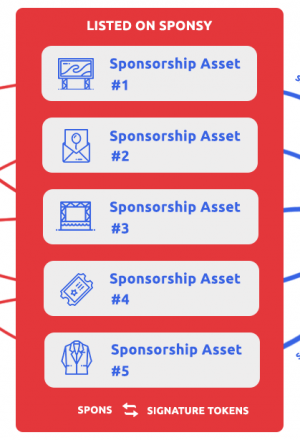 LISTED ON SPONSY
Sponsorship Asset
#1
Sponsorship Asset
#2
Sponsorship Asset
#3
Sponsorship Asset
#4
Sponsorship Asset
#5
SPONS SIGNATURE TOKENS